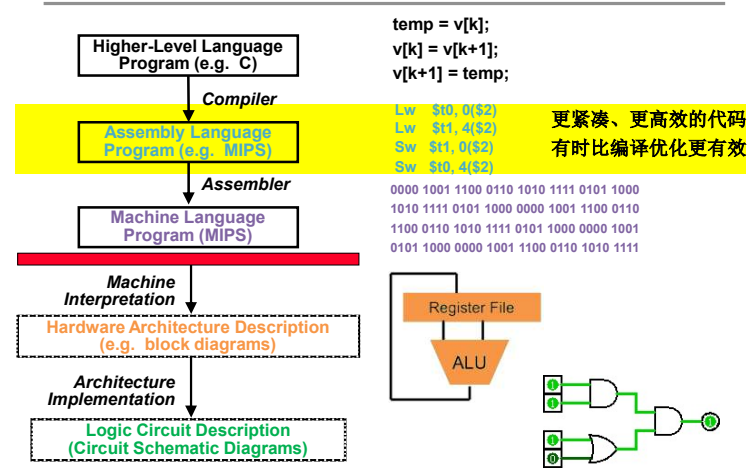 temp = v[k];
v[k] = v[k+1];
v[k+1] = temp;
Higher-Level Language
Program (e.g. C)
Compiler
Assembly Language
Program (e.g. MIPS)
Lw $t0, 0($2)
Lw $t1, 4($2)
Sw $t1, 0($2)
Sw $t0, 4($2)
更紧凑、更高效的代码
有时比编译优化更有效
Assembler
Machine Language
Program (MIPS)
0000 1001 1100 0110 1010 1111 0101 1000
1010 1111 0101 1000 0000 1001 1100 0110
1100 0110 1010 1111 0101 1000 0000 1001
0101 1000 0000 1001 1100 0110 1010 1111
Machine
Interpretation
Hardware Architecture Description
(e.g. block diagrams)
Register File
ALU
Architecture
Implementation
Logic Circuit Description
(Circuit Schematic Diagrams)
1
1
1
0
1